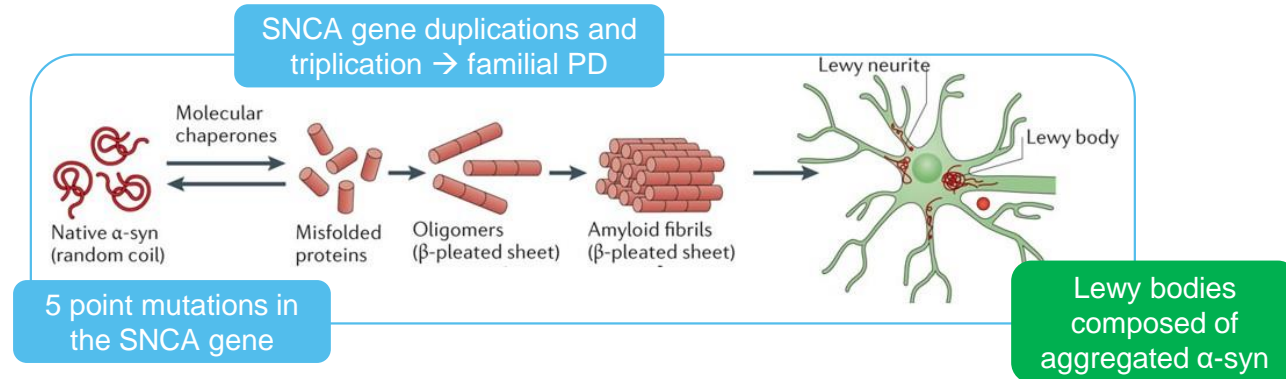 SNCA gene duplications and
triplication → familial PD
Lewy neurite
Molecular
chaperones
Lewy body
Native α-syn
(random coil)
Misfolded
proteins
Oligomers
(β-pleated sheet)
Amyloid fibrils
(β-pleated sheet)
5 point mutations in
the SNCA gene
Lewy bodies
composed of
aggregated α-syn